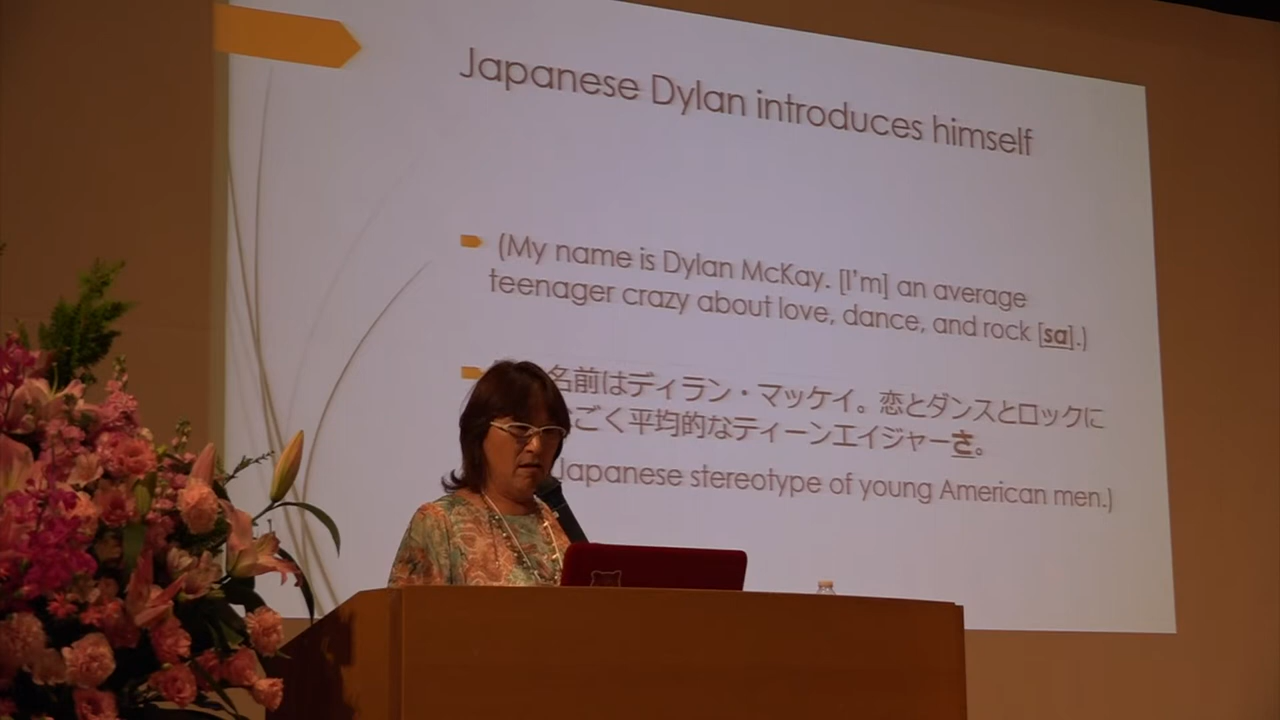 Japanese Dylan introduces himself
(My name is Dylan McKay. [I'm] an average
teenager crazy about love, dance, and rock [sa].)
名前はディラン・マッケイ。恋とダンスとロックに
ごく平均的なティーンエイジャーさ。
Japanese stereotype of young American men.)